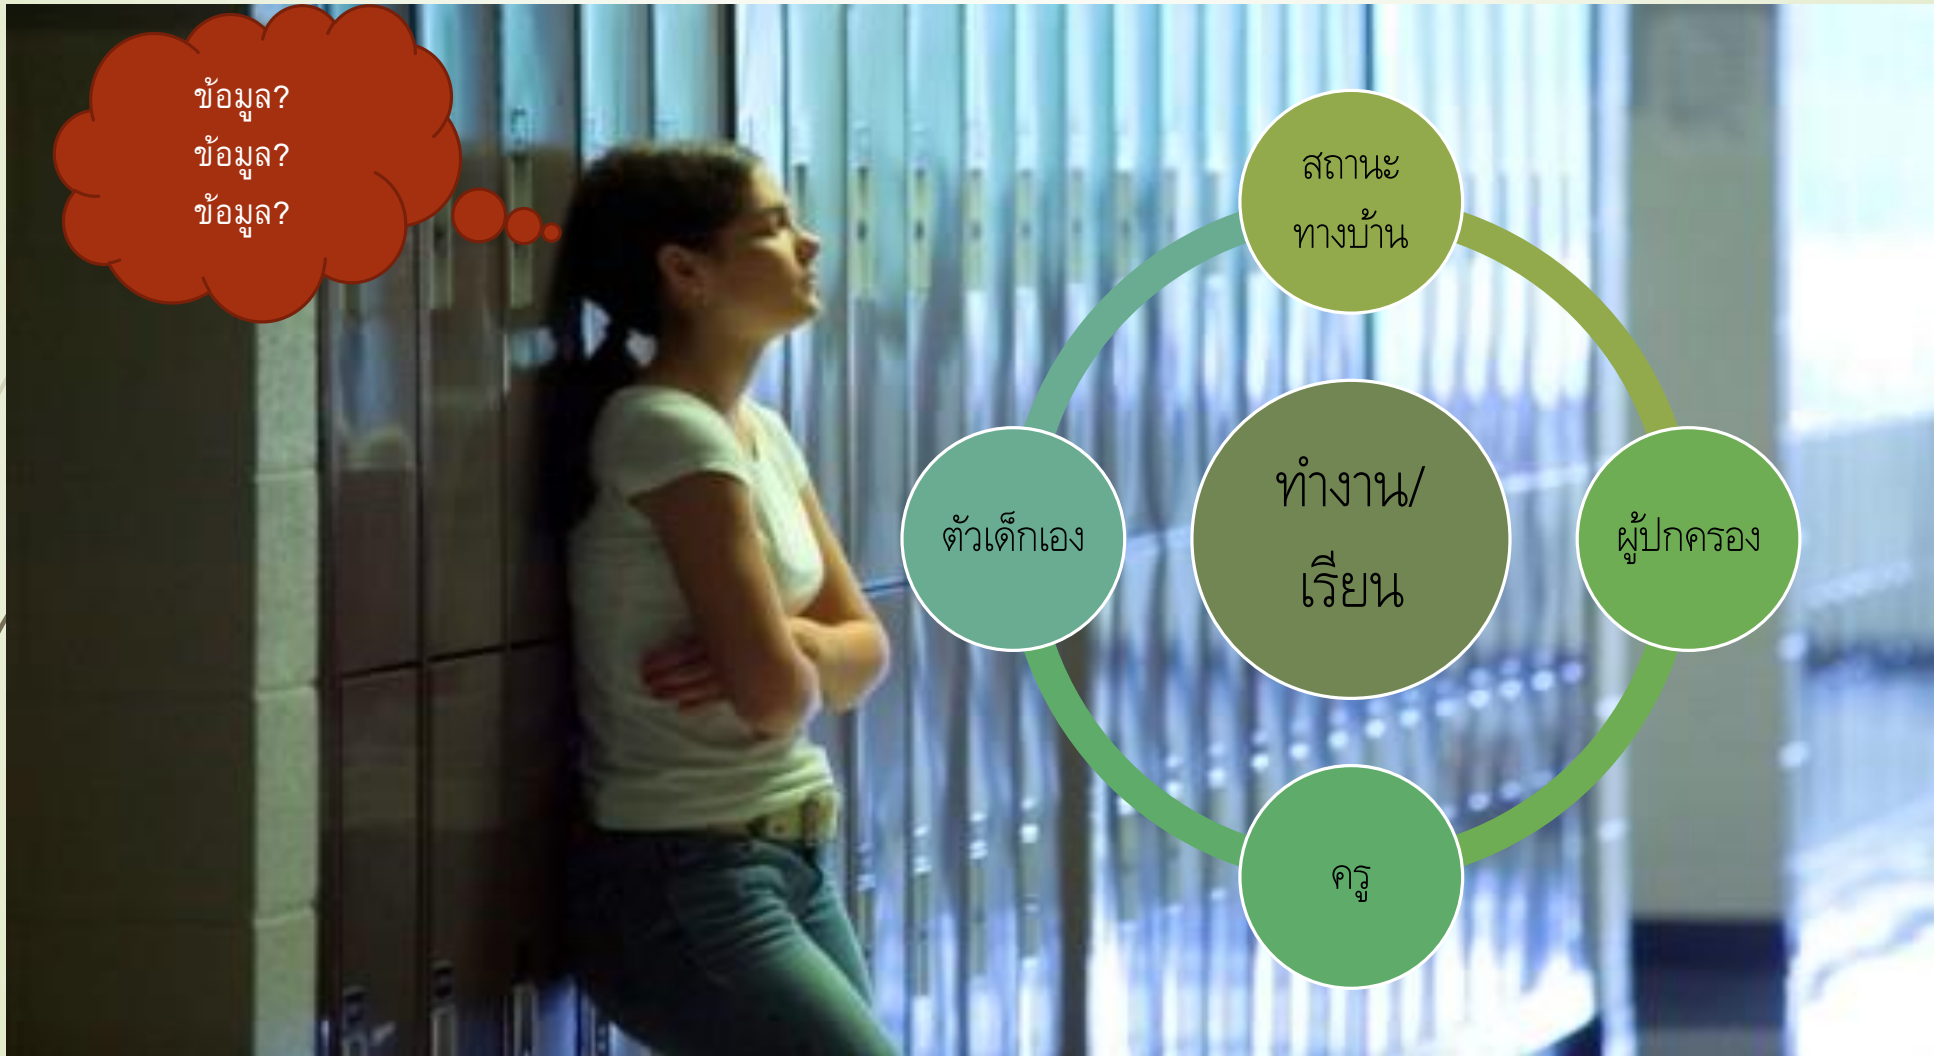 ข้อมูล?
ข้อมูล?
ข้อมูล?
สถานะ
ทางบ้าน
ตัวเด็กเอง
ทำงาน/
เรียน
ผู้ปกครอง
ครู